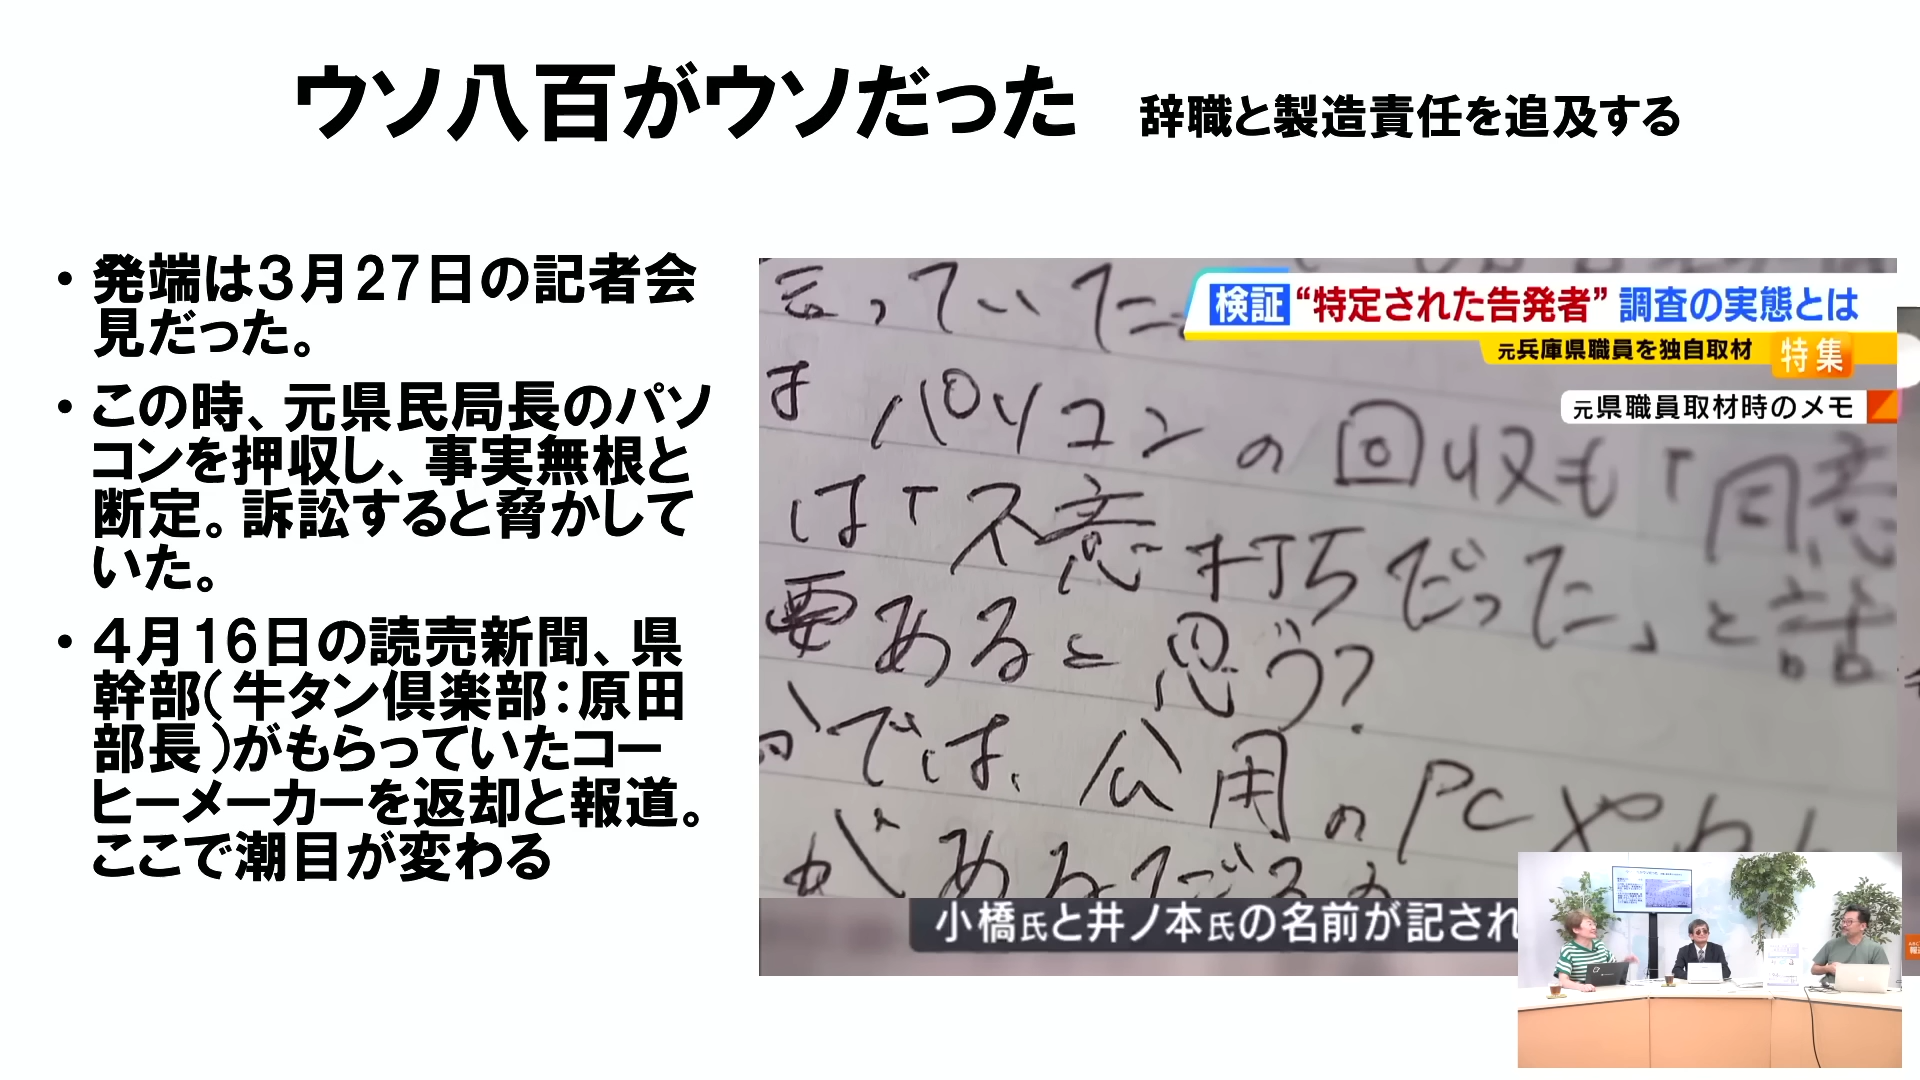 ウソ八百がウソだった 辞職と製造責任を追及する
・発端は３月27日の記者会
見だった。
・この時、元県民局長のパソ
コンを押収し、事実無根と
断定。訴訟すると脅かして
いた。
・４月16日の読売新聞、県
幹部（牛タン倶楽部：原田
部長）がもらっていたコー
ヒーメーカーを返却と報道。
ここで潮目が変わる
検証 “特定された告発者” 調査の実態とは
元兵庫県職員を独自取材 特集
元県職員取材時のメモ
言っていた
は パソコンの回収も「同意
は「不意打ちだった」と話
要あると思う?
では、公用のPCや
がある
小橋氏と井ノ本氏の名前が記され